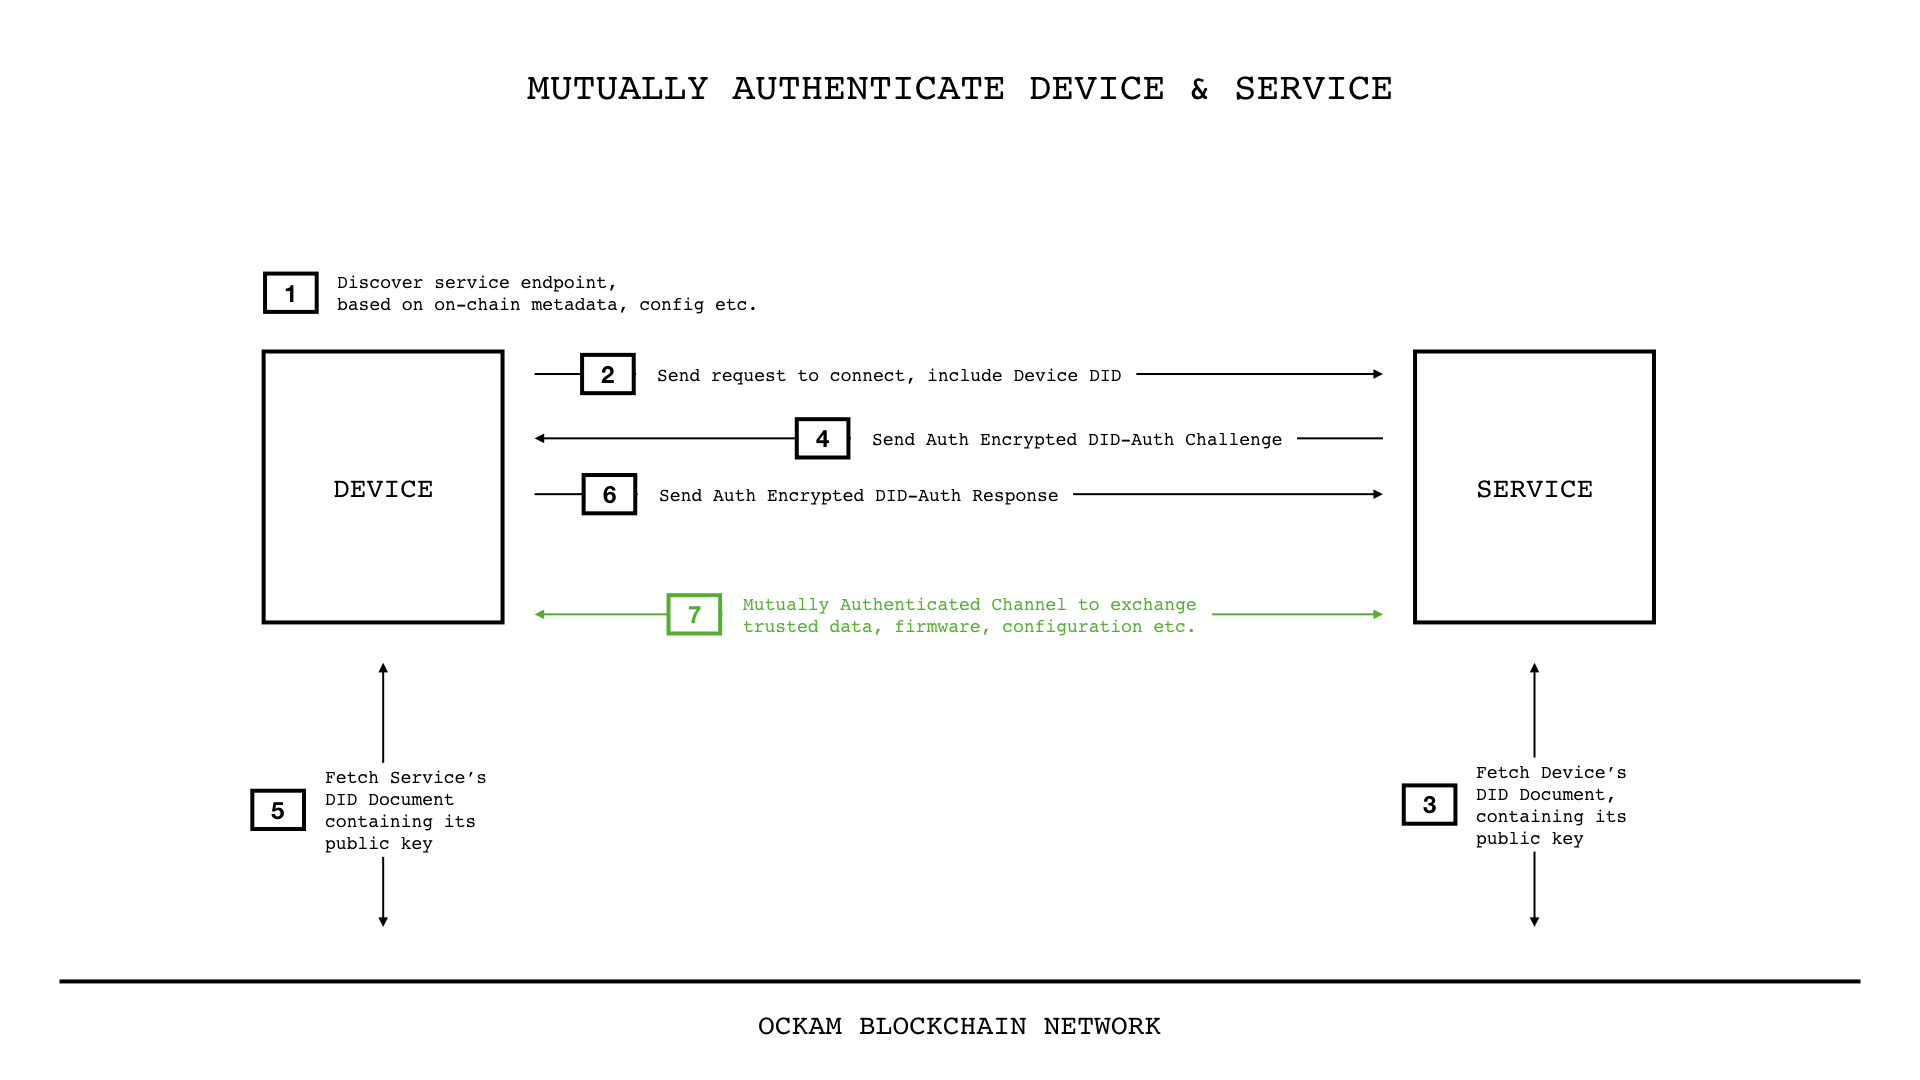 MUTUALLY AUTHENTICATE DEVICE & SERVICE
1
Discover service endpoint,
based on on-chain metadata, config etc.
2
Send request to connect, include Device DID
4
Send Auth Encrypted DID-Auth Challenge
6
Send Auth Encrypted DID-Auth Response
DEVICE
SERVICE
7
Mutually Authenticated Channel to exchange
trusted data, firmware, configuration etc.
5
Fetch Service’s
DID Document
containing its
public key
3
Fetch Device’s
DID Document,
containing its
public key
OCKAM BLOCKCHAIN NETWORK